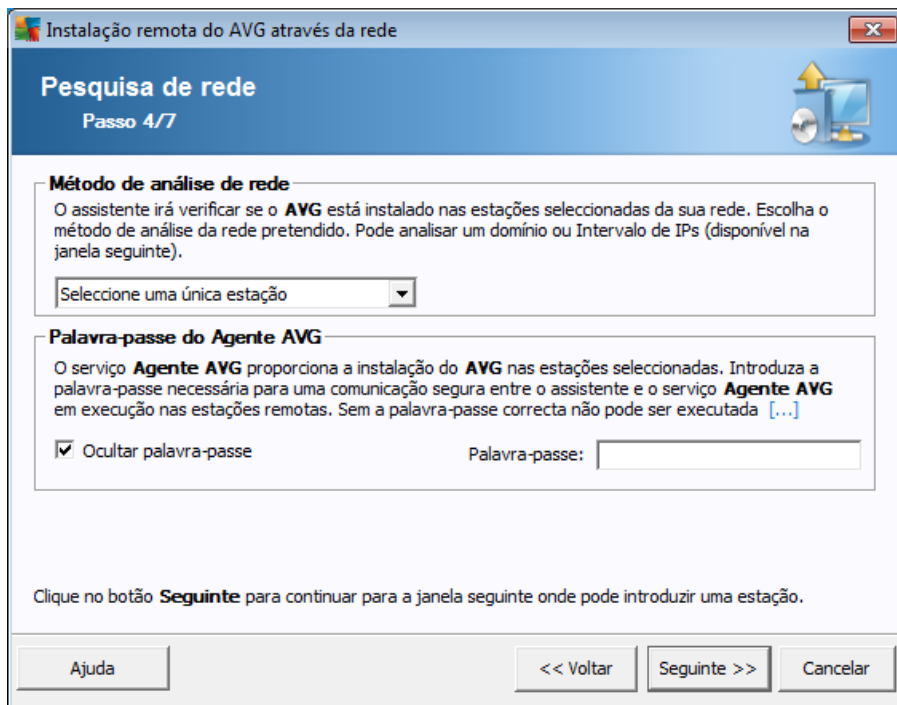 Instalação remota do AVG através da rede
Pesquisa de rede
Passo 4/7
Método de análise de rede
O assistente irá verificar se o AVG está instalado nas estações seleccionadas da sua rede. Escolha o
método de análise da rede pretendido. Pode analisar um domínio ou Intervalo de IPs (disponível na
janela seguinte).
Seleccione uma única estação
Palavra-passe do Agente AVG
O serviço Agente AVG proporciona a instalação do AVG nas estações seleccionadas. Introduza a
palavra-passe necessária para uma comunicação segura entre o assistente e o serviço Agente AVG
em execução nas estações remotas. Sem a palavra-passe correcta não pode ser executada [...]
Ocultar palavra-passe
Palavra-passe:
Clique no botão Seguinte para continuar para a janela seguinte onde pode introduzir uma estação.
Ajuda
<< Voltar
Seguinte >>
Cancelar